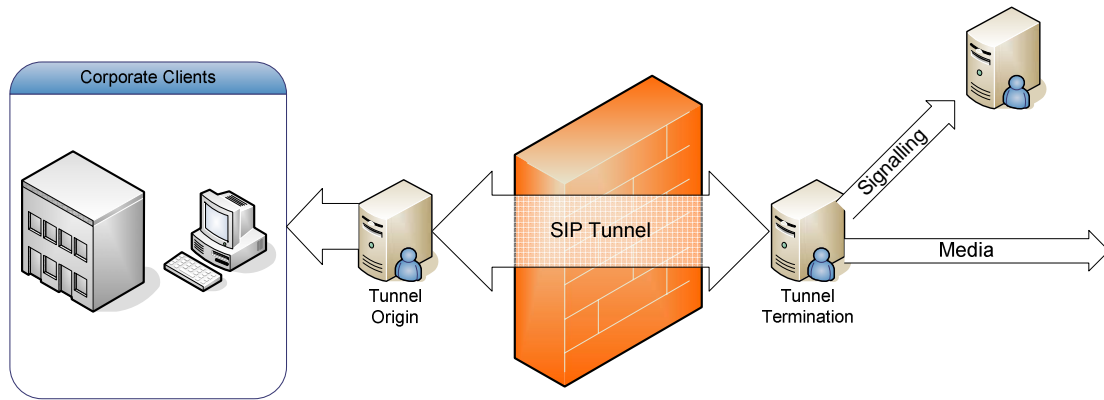 Corporate Clients
Tunnel
Origin
SIP Tunnel
Tunnel
Termination
Signalling
Media